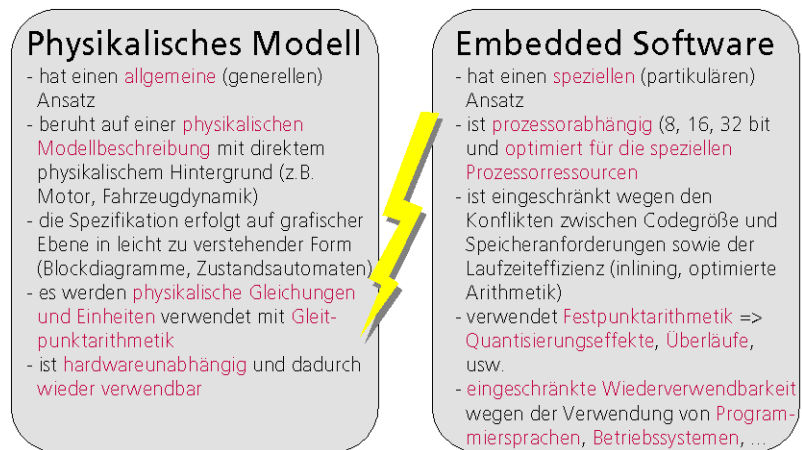 Physikalisches Modell
- hat einen allgemeine (generellen)
Ansatz
- beruht auf einer physikalischen
Modellbeschreibung mit direktem
physikalischem Hintergrund (z.B.
Motor, Fahrzeugdynamik)
- die Spezifikation erfolgt auf grafischer
Ebene in leicht zu verstehender Form
(Blockdiagramme, Zustandsautomaten)
- es werden physikalische Gleichungen
und Einheiten verwendet mit Gleit-
punktarithmetik
- ist hardwareunabhängig und dadurch
wieder verwendbar
Embedded Software
- hat einen speziellen (partikulären)
Ansatz
- ist prozessorabhängig (8, 16, 32 bit
und optimiert für die speziellen
Prozessorressourcen
- ist eingeschränkt wegen den
Konflikten zwischen Codegröße und
Speicheranforderungen sowie der
Laufzeiteffizienz (inlining, optimierte
Arithmetik)
- verwendet Festpunktarithmetik =>
Quantisierungseffekte, Überläufe,
usw.
- eingeschränkte Wiederverwendbarkeit
wegen der Verwendung von Program-
miersprachen, Betriebssystemen, ...